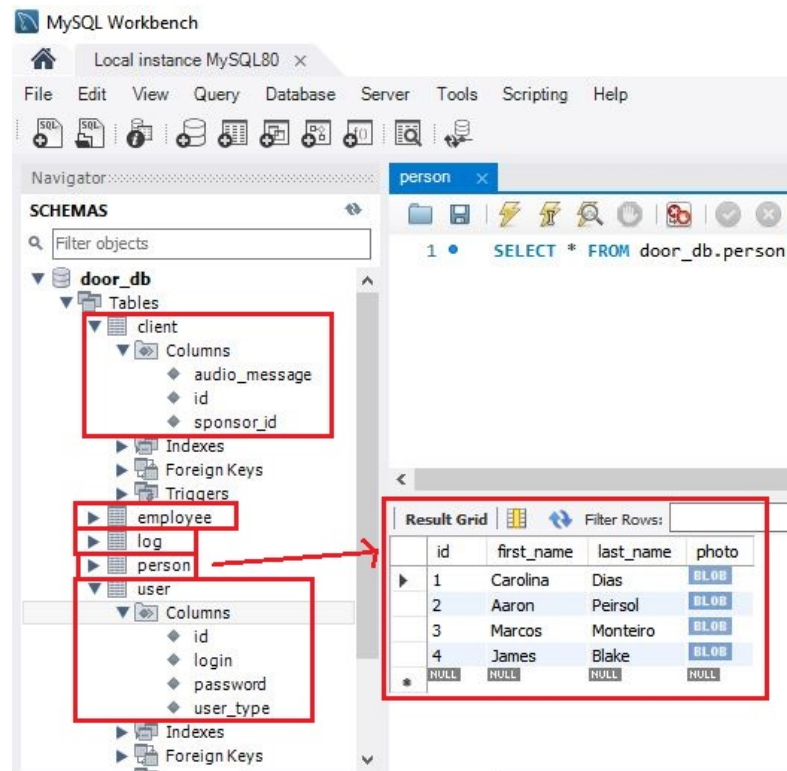 MySQL Workbench
Local instance MySQL80 ×
File Edit View Query Database Server Tools Scripting Help
Navigator
SCHEMAS
Filter objects
door_db
Tables
client
Columns
audio_message
id
sponsor_id
Indexes
Foreign Keys
Triggers
employee
log
person
user
Columns
id
login
password
user_type
Indexes
Foreign Keys
person ×
1 SELECT * FROM door_db.person
Result Grid Filter Rows:
id first_name last_name photo
1 Carolina Dias BLOB
2 Aaron Peirsol BLOB
3 Marcos Monteiro BLOB
4 James Blake BLOB
NULL NULL NULL NULL